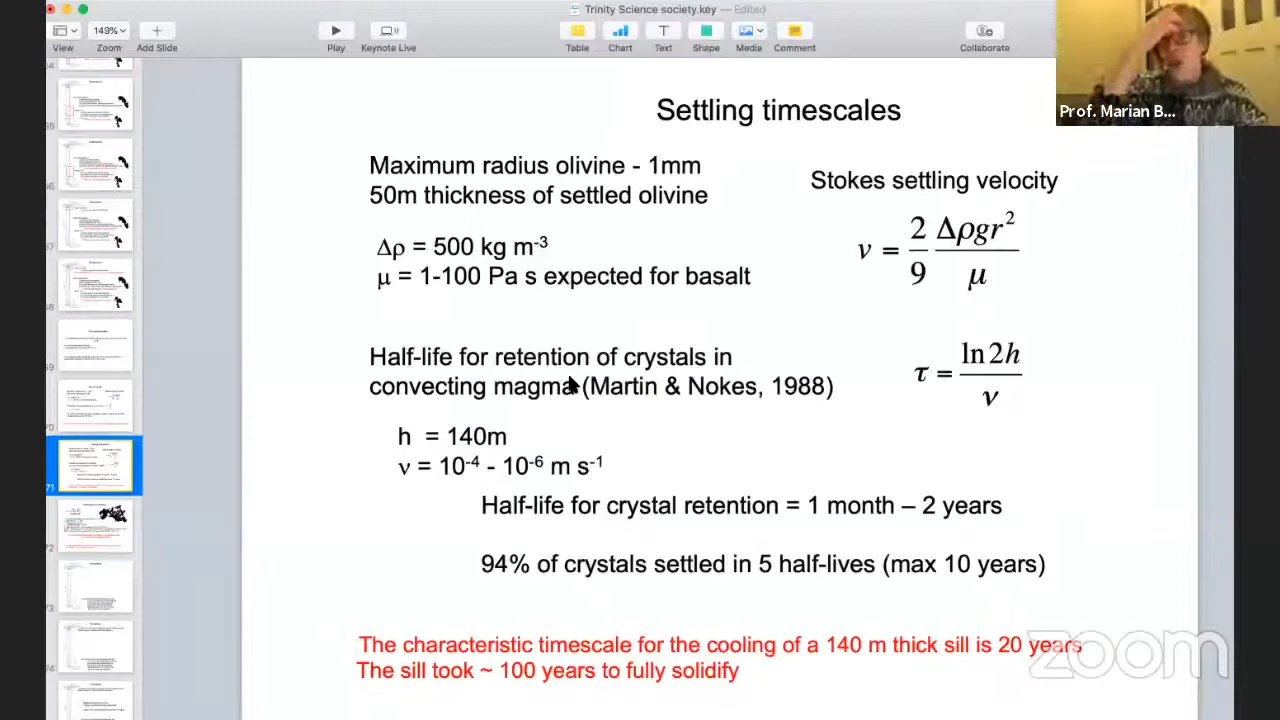 Trinity Science society.key — Edited
149%
View
Zoom
Add Slide
Play
Keynote Live
Table
Chart
Text
Shape
Media
Comment
Collaborate
Prof. Marian B...
Settling timescales
Maximum radius olivine - 1mm
50m thickness of settled olivine
Stokes settling velocity
Δρ = 500 kg m⁻³
μ = 1-100 Pa s expected for basalt
ν = 2/9 Δρgr²/μ
Half-life for retention of crystals in
convecting magma (Martin & Nokes, 1988)
τ = ln2h/ν
h = 140m
ν = 10⁻⁴ - 10⁻⁶ m s⁻¹
Half-life for crystal retention = 1 month – 2 years
94% of crystals settled in 5 half-lives (max 10 years)
The characteristic timescale for the cooling of a 140 m thick sill is 20 years
The sill took ~100 years to fully solidify
zoom
71